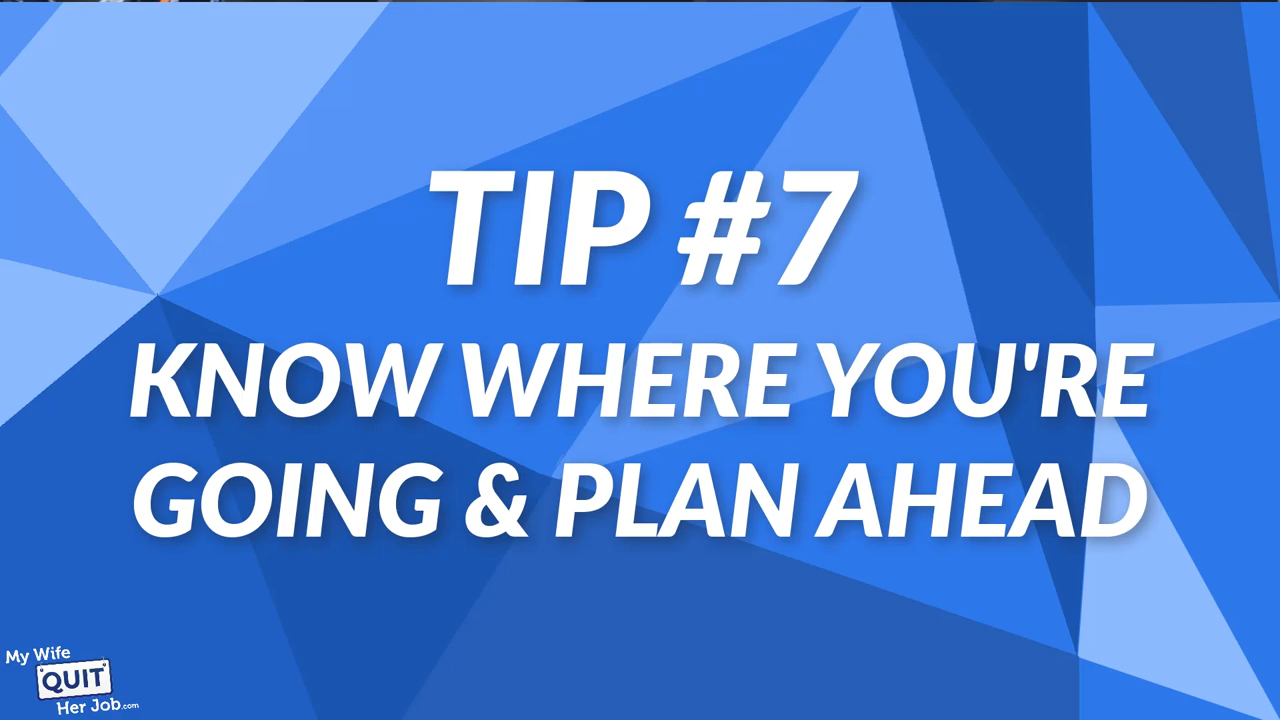 TIP #7
KNOW WHERE YOU'RE
GOING & PLAN AHEAD
My Wife
QUIT
Her Job.com